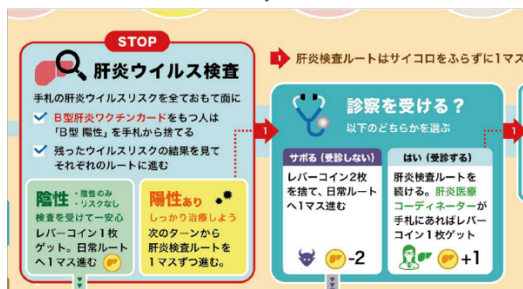 STOP
肝炎ウイルス検査
手札の肝炎ウイルスリスクを全ておもて面に
B型肝炎ワクチンカードをもつ人は
「B型 陽性」を手札から捨てる
残ったウイルスリスクの結果を見て
それぞれのルートに進む
陰性
・陰性のみ
・リスクなし
検査を受けて一安心
レバーコイン1枚
ゲット。日常ルート
へ1マス進む
陽性あり
しっかり治療しよう
次のターンから
肝炎検査ルートを
1マスずつ進む。
1
肝炎検査ルートはサイコロをふらずに1マス
1
診察を受ける？
以下のどちらかを選ぶ
サボる（受診しない）
レバーコイン2枚
を捨て、日常ルート
へ1マス進む
-2
はい（受診する）
肝炎検査ルートを
続ける。肝炎医療
コーディネーターが
手札にあればレバー
コイン1枚ゲット
+1
1